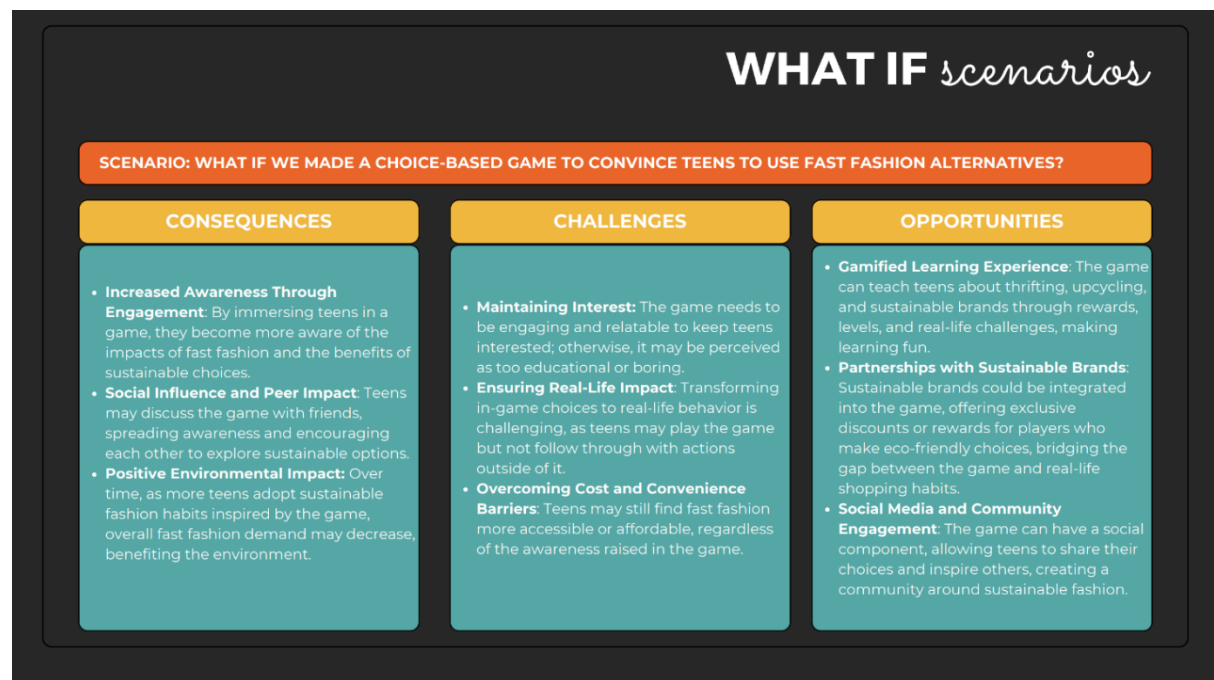 WHAT IF scenarios
SCENARIO: WHAT IF WE MADE A CHOICE-BASED GAME TO CONVINCE TEENS TO USE FAST FASHION ALTERNATIVES?
CONSEQUENCES
• Increased Awareness Through
Engagement: By immersing teens in a
game, they become more aware of the
impacts of fast fashion and the benefits of
sustainable choices.
• Social Influence and Peer Impact: Teens
may discuss the game with friends,
spreading awareness and encouraging
each other to explore sustainable options.
• Positive Environmental Impact: Over
time, as more teens adopt sustainable
fashion habits inspired by the game,
overall fast fashion demand may decrease,
benefiting the environment.
CHALLENGES
• Maintaining Interest: The game needs to
be engaging and relatable to keep teens
interested; otherwise, it may be perceived
as too educational or boring.
• Ensuring Real-Life Impact: Transforming
in-game choices to real-life behavior is
challenging, as teens may play the game
but not follow through with actions
outside of it.
• Overcoming Cost and Convenience
Barriers: Teens may still find fast fashion
more accessible or affordable, regardless
of the awareness raised in the game.
OPPORTUNITIES
• Gamified Learning Experience: The game
can teach teens about thrifting, upcycling,
and sustainable brands through rewards,
levels, and real-life challenges, making
learning fun.
• Partnerships with Sustainable Brands:
Sustainable brands could be integrated
into the game, offering exclusive
discounts or rewards for players who
make eco-friendly choices, bridging the
gap between the game and real-life
shopping habits.
• Social Media and Community
Engagement: The game can have a social
component, allowing teens to share their
choices and inspire others, creating a
community around sustainable fashion.